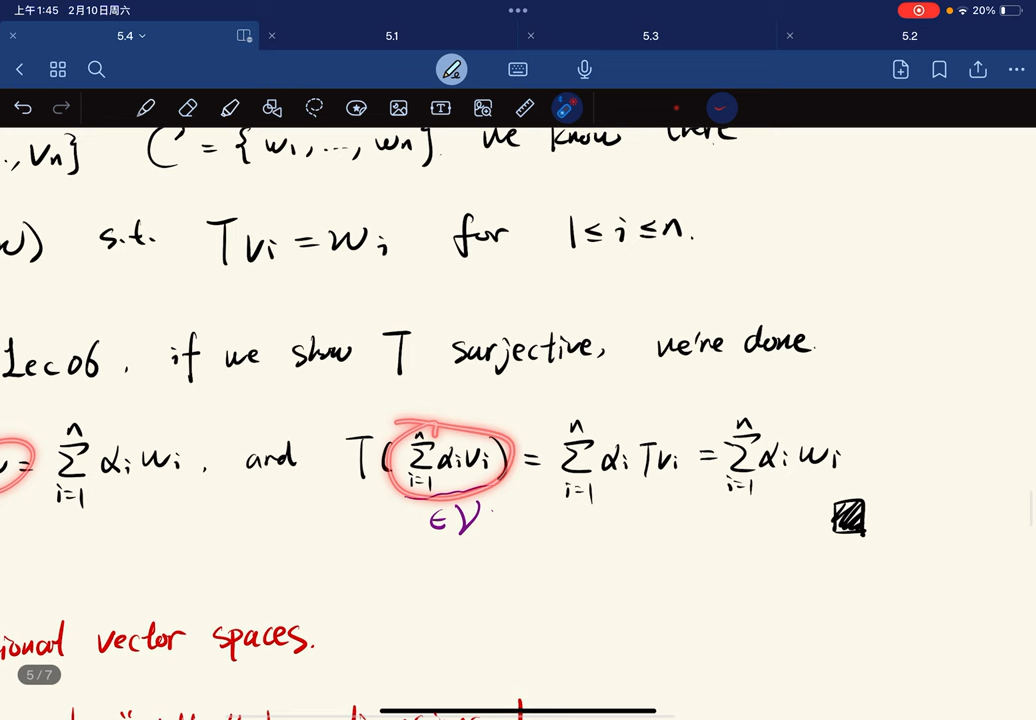 上午1:45 2月10日周六
20%
5.4 5.1 5.3 5.2
., vn} C = {w1, ..., wn}. We know there
W) s.t. Tvi = wi for 1 ≤ i ≤ n.
Lec06, if we show T surjective, we're done.
= ∑_{i=1}^{n} αi wi, and T(∑_{i=1}^{n} αi vi) = ∑_{i=1}^{n} αi Tvi = ∑_{i=1}^{n} αi wi
∈ V
ional vector spaces.
5 / 7